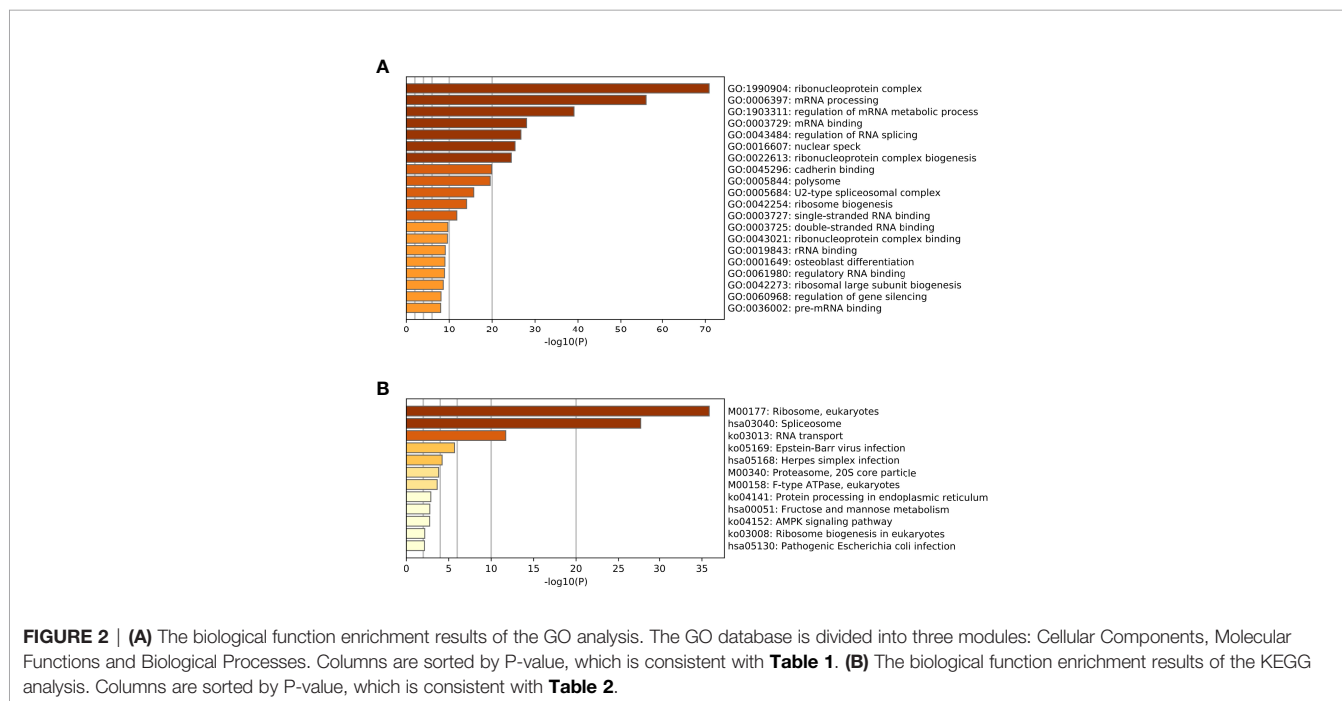 A
GO:1990904: ribonucleoprotein complex
GO:0006397: mRNA processing
GO:1903311: regulation of mRNA metabolic process
GO:0003729: mRNA binding
GO:0043484: regulation of RNA splicing
GO:0016607: nuclear speck
GO:0022613: ribonucleoprotein complex biogenesis
GO:0045296: cadherin binding
GO:0005844: polysome
GO:0005684: U2-type spliceosomal complex
GO:0042254: ribosome biogenesis
GO:0003727: single-stranded RNA binding
GO:0003725: double-stranded RNA binding
GO:0043021: ribonucleoprotein complex binding
GO:0019843: rRNA binding
GO:0001649: osteoblast differentiation
GO:0061980: regulatory RNA binding
GO:0042273: ribosomal large subunit biogenesis
GO:0060968: regulation of gene silencing
GO:0036002: pre-mRNA binding
0 10 20 30 40 50 60 70
-log10(P)
B
M00177: Ribosome, eukaryotes
hsa03040: Spliceosome
ko03013: RNA transport
ko05169: Epstein-Barr virus infection
hsa05168: Herpes simplex infection
M00340: Proteasome, 20S core particle
M00158: F-type ATPase, eukaryotes
ko04141: Protein processing in endoplasmic reticulum
hsa00051: Fructose and mannose metabolism
ko04152: AMPK signaling pathway
ko03008: Ribosome biogenesis in eukaryotes
hsa05130: Pathogenic Escherichia coli infection
0 5 10 15 20 25 30 35
-log10(P)
FIGURE 2 | (A) The biological function enrichment results of the GO analysis. The GO database is divided into three modules: Cellular Components, Molecular
Functions and Biological Processes. Columns are sorted by P-value, which is consistent with Table 1. (B) The biological function enrichment results of the KEGG
analysis. Columns are sorted by P-value, which is consistent with Table 2.